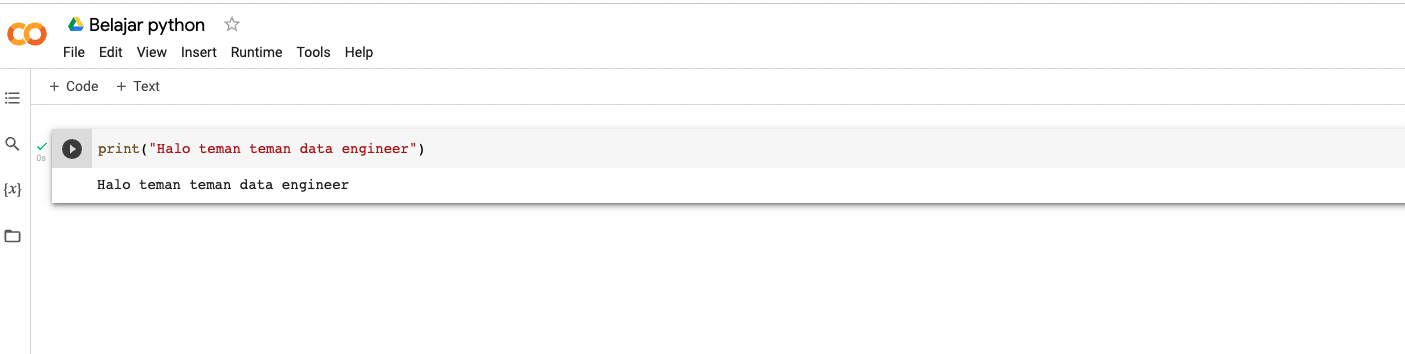 Belajar python
File Edit View Insert Runtime Tools Help
+ Code + Text
{x}
0s
print("Halo teman teman data engineer")
Halo teman teman data engineer